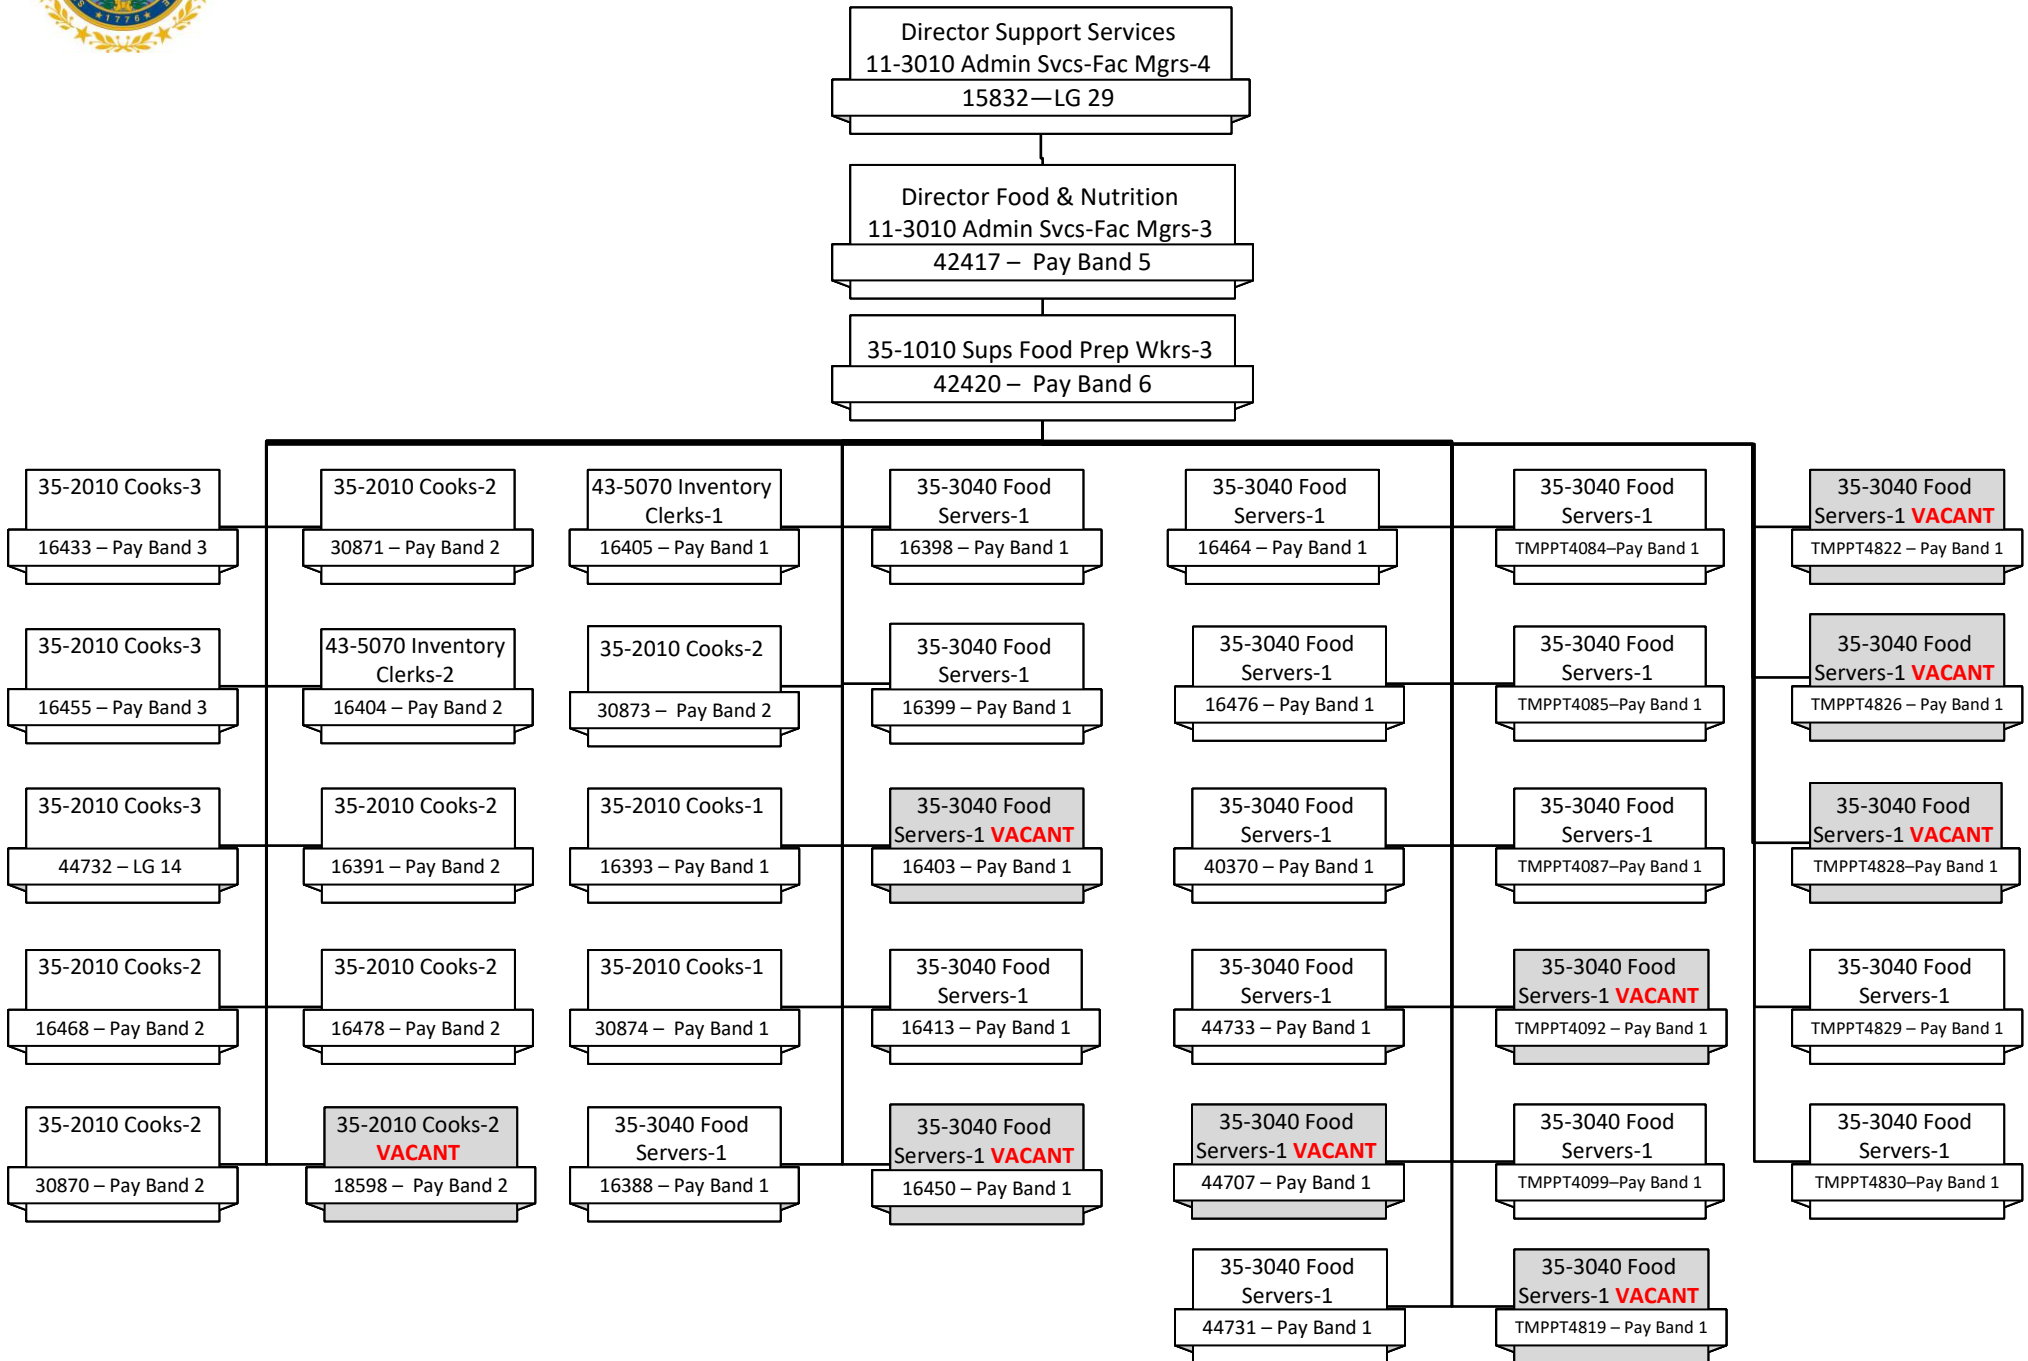 1776
Director Support Services
11-3010 Admin Svcs-Fac Mgrs-4
15832—LG 29
Director Food & Nutrition
11-3010 Admin Svcs-Fac Mgrs-3
42417 – Pay Band 5
35-1010 Sups Food Prep Wkrs-3
42420 – Pay Band 6
35-2010 Cooks-3
16433 – Pay Band 3
35-2010 Cooks-2
30871 – Pay Band 2
43-5070 Inventory
Clerks-1
16405 – Pay Band 1
35-3040 Food
Servers-1
16398 – Pay Band 1
35-3040 Food
Servers-1
16464 – Pay Band 1
35-3040 Food
Servers-1
TMPPT4084–Pay Band 1
35-3040 Food
Servers-1 VACANT
TMPPT4822 – Pay Band 1
35-2010 Cooks-3
16455 – Pay Band 3
43-5070 Inventory
Clerks-2
16404 – Pay Band 2
35-2010 Cooks-2
30873 – Pay Band 2
35-3040 Food
Servers-1
16399 – Pay Band 1
35-3040 Food
Servers-1
16476 – Pay Band 1
35-3040 Food
Servers-1
TMPPT4085–Pay Band 1
35-3040 Food
Servers-1 VACANT
TMPPT4826 – Pay Band 1
35-2010 Cooks-3
44732 – LG 14
35-2010 Cooks-2
16391 – Pay Band 2
35-2010 Cooks-1
16393 – Pay Band 1
35-3040 Food
Servers-1 VACANT
16403 – Pay Band 1
35-3040 Food
Servers-1
40370 – Pay Band 1
35-3040 Food
Servers-1
TMPPT4087–Pay Band 1
35-3040 Food
Servers-1 VACANT
TMPPT4828–Pay Band 1
35-2010 Cooks-2
16468 – Pay Band 2
35-2010 Cooks-2
16478 – Pay Band 2
35-2010 Cooks-1
30874 – Pay Band 1
35-3040 Food
Servers-1
16413 – Pay Band 1
35-3040 Food
Servers-1
44733 – Pay Band 1
35-3040 Food
Servers-1 VACANT
TMPPT4092 – Pay Band 1
35-3040 Food
Servers-1
TMPPT4829 – Pay Band 1
35-2010 Cooks-2
30870 – Pay Band 2
35-2010 Cooks-2
VACANT
18598 – Pay Band 2
35-3040 Food
Servers-1
16388 – Pay Band 1
35-3040 Food
Servers-1 VACANT
16450 – Pay Band 1
35-3040 Food
Servers-1 VACANT
44707 – Pay Band 1
35-3040 Food
Servers-1
TMPPT4099–Pay Band 1
35-3040 Food
Servers-1
TMPPT4830–Pay Band 1
35-3040 Food
Servers-1
44731 – Pay Band 1
35-3040 Food
Servers-1 VACANT
TMPPT4819 – Pay Band 1